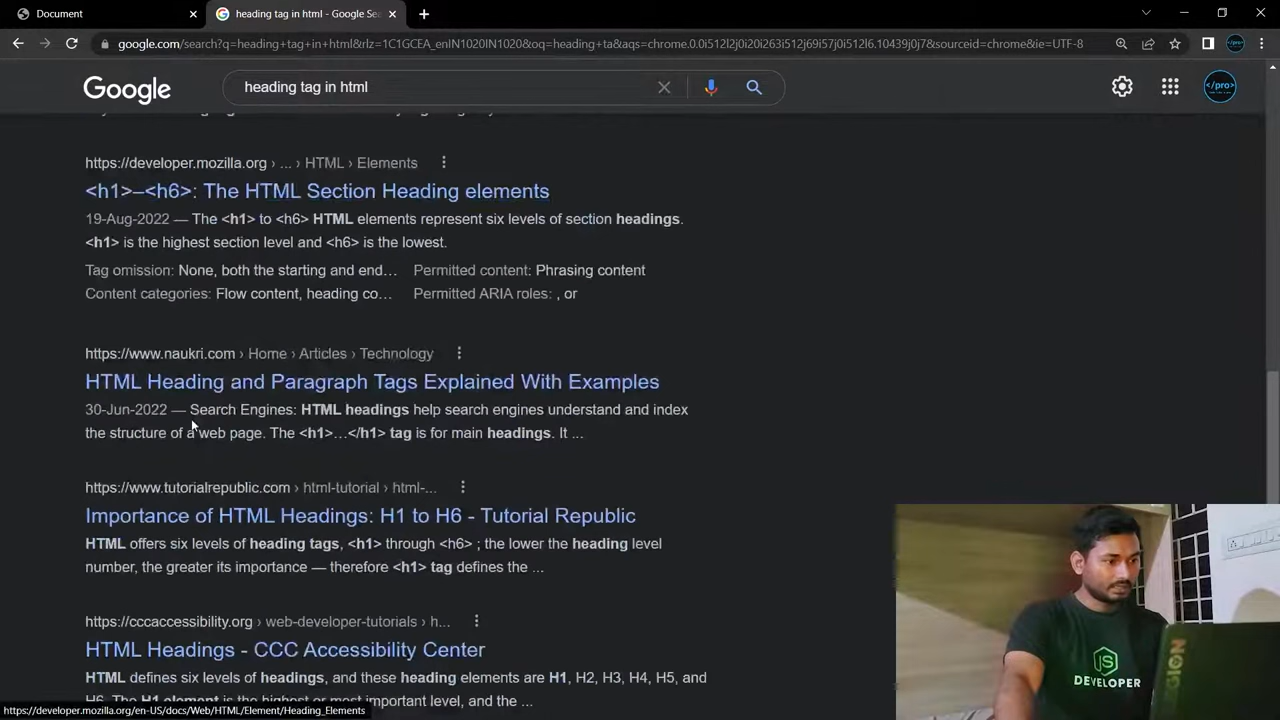 Document
heading tag in html - Google Sea
google.com/search?q=heading+tag+in+html&rlz=1C1GCEA_enIN1020IN1020&oq=heading+ta&aqs=chrome.0.0i512l2j0i20i263i512j69i57j0i512l6.10439j0j7&sourceid=chrome&ie=UTF-8
Google
heading tag in html
</pro>
https://developer.mozilla.org › ... › HTML › Elements
<h1>–<h6>: The HTML Section Heading elements
19-Aug-2022 — The <h1> to <h6> HTML elements represent six levels of section headings.
<h1> is the highest section level and <h6> is the lowest.
Tag omission: None, both the starting and end... Permitted content: Phrasing content
Content categories: Flow content, heading co... Permitted ARIA roles: , or
https://www.naukri.com › Home › Articles › Technology
HTML Heading and Paragraph Tags Explained With Examples
30-Jun-2022 — Search Engines: HTML headings help search engines understand and index
the structure of a web page. The <h1>...</h1> tag is for main headings. It ...
https://www.tutorialrepublic.com › html-tutorial › html-...
Importance of HTML Headings: H1 to H6 - Tutorial Republic
HTML offers six levels of heading tags, <h1> through <h6> ; the lower the heading level
number, the greater its importance — therefore <h1> tag defines the ...
https://cccaccessibility.org › web-developer-tutorials › h...
HTML Headings - CCC Accessibility Center
HTML defines six levels of headings, and these heading elements are H1, H2, H3, H4, H5, and
H6. The H1 element is the highest or most important level, and the ...
https://developer.mozilla.org/en-US/docs/Web/HTML/Element/Heading_Elements
JS
DEVELOPER
GION